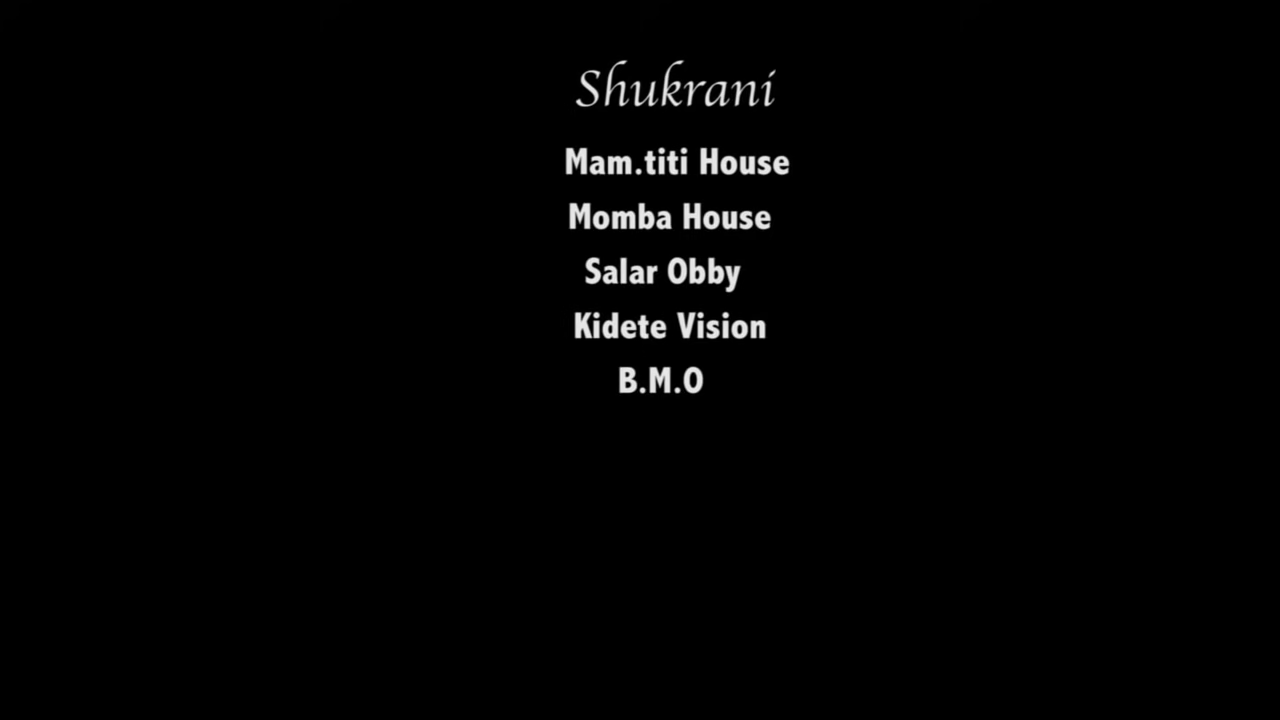 Shukrani
Mam.titi House
Momba House
Salar Obby
Kidete Vision
B.M.O